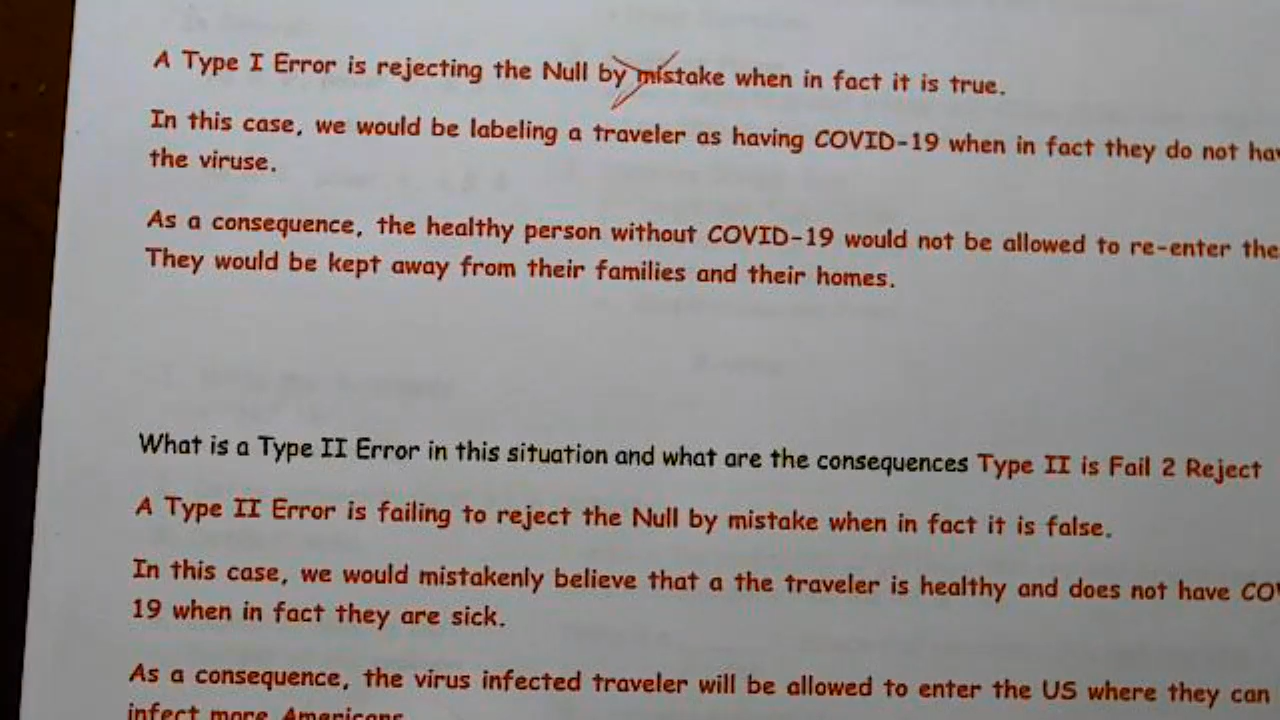 A Type I Error is rejecting the Null by mistake when in fact it is true.
In this case, we would be labeling a traveler as having COVID-19 when in fact they do not hav
the viruse.
As a consequence, the healthy person without COVID-19 would not be allowed to re-enter the
They would be kept away from their families and their homes.
What is a Type II Error in this situation and what are the consequences Type II is Fail 2 Reject
A Type II Error is failing to reject the Null by mistake when in fact it is false.
In this case, we would mistakenly believe that a the traveler is healthy and does not have COV
19 when in fact they are sick.
As a consequence, the virus infected traveler will be allowed to enter the US where they can
infect more Americans